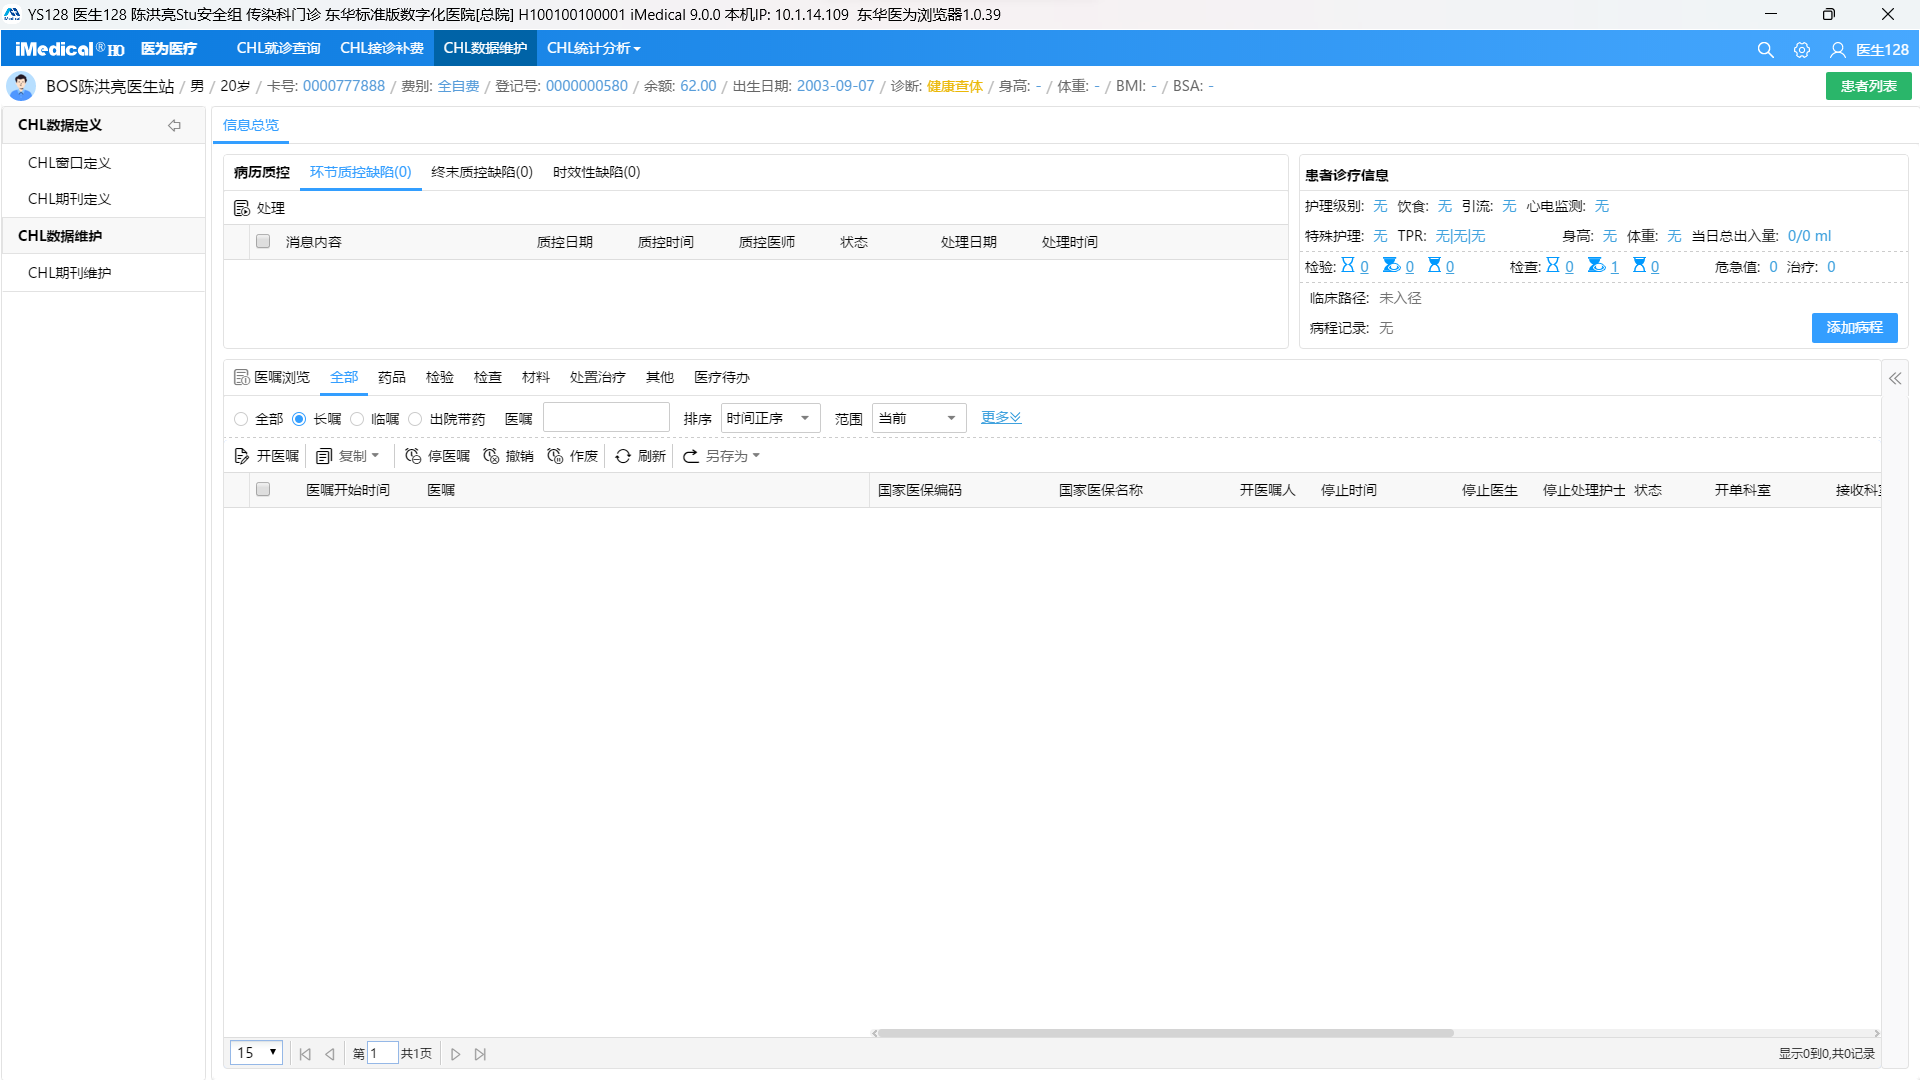 YS128 医生128 陈洪亮Stu安全组 传染科门诊 东华标准版数字化医院[总院] H100100100001 iMedical 9.0.0 本机IP: 10.1.14.109 东华医为浏览器1.0.39
iMedical® HO 医为医疗 CHL就诊查询 CHL接诊补费 CHL数据维护 CHL统计分析 医生128
BOS陈洪亮医生站 / 男 / 20岁 / 卡号: 0000777888 / 费别: 全自费 / 登记号: 0000000580 / 余额: 62.00 / 出生日期: 2003-09-07 / 诊断: 健康查体 / 身高: - / 体重: - / BMI: - / BSA: - 患者列表
CHL数据定义
CHL窗口定义
CHL期刊定义
CHL数据维护
CHL期刊维护
信息总览
病历质控 环节质控缺陷(0) 终末质控缺陷(0) 时效性缺陷(0)
处理
消息内容 质控日期 质控时间 质控医师 状态 处理日期 处理时间
患者诊疗信息
护理级别: 无 饮食: 无 引流: 无 心电监测: 无
特殊护理: 无 TPR: 无|无|无 身高: 无 体重: 无 当日总出入量: 0/0 ml
检验: 0 0 0 检查: 0 1 0 危急值: 0 治疗: 0
临床路径: 未入径
病程记录: 无 添加病程
医嘱浏览 全部 药品 检验 检查 材料 处置治疗 其他 医疗待办
全部 长嘱 临嘱 出院带药 医嘱 排序 时间正序 范围 当前 更多
开医嘱 复制 停医嘱 撤销 作废 刷新 另存为
医嘱开始时间 医嘱 国家医保编码 国家医保名称 开医嘱人 停止时间 停止医生 停止处理护士 状态 开单科室 接收科
15 第 1 共1页 显示0到0,共0记录